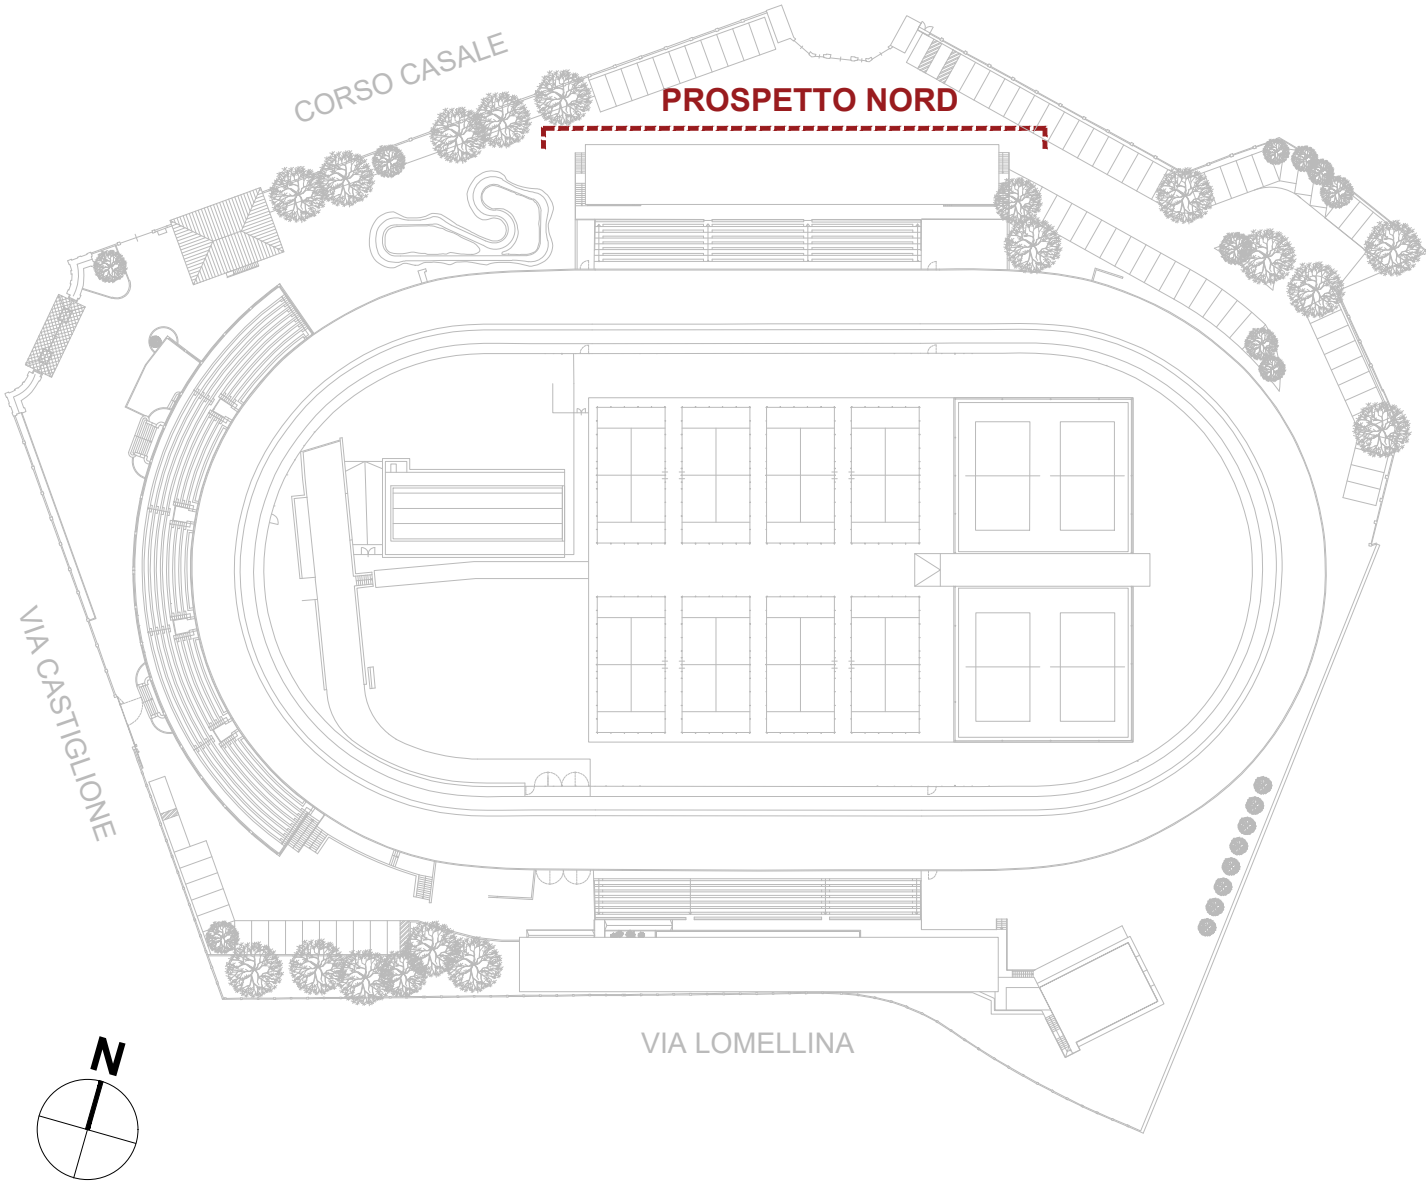 CORSO CASALE
PROSPETTO NORD
VIA CASTIGLIONE
VIA LOMELLINA
N